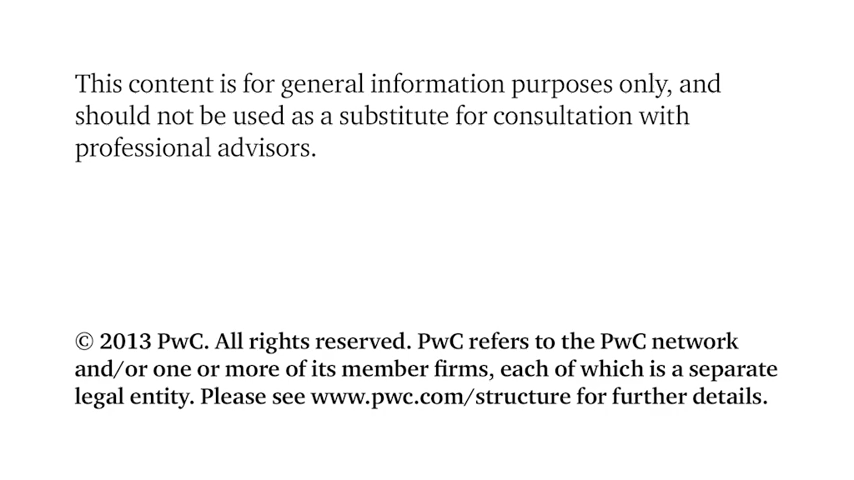 This content is for general information purposes only, and
should not be used as a substitute for consultation with
professional advisors.
© 2013 PwC. All rights reserved. PwC refers to the PwC network
and/or one or more of its member firms, each of which is a separate
legal entity. Please see www.pwc.com/structure for further details.